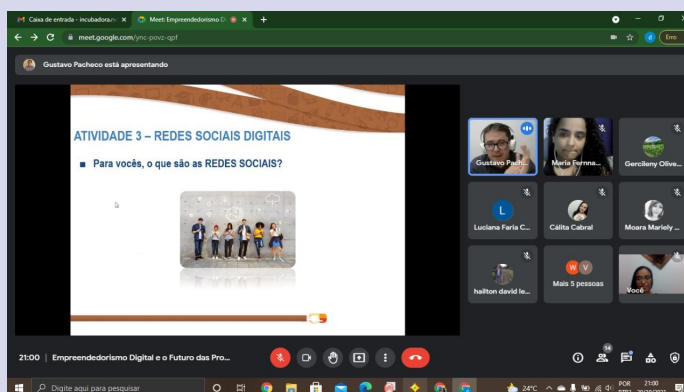 Caixa de entrada - incubadora.n
Meet: Empreendedorismo D
meet.google.com/ync-povz-qpf
Erro
Gustavo Pacheco está apresentando
ATIVIDADE 3 – REDES SOCIAIS DIGITAIS
Para vocês, o que são as REDES SOCIAIS?
Gustavo Pach...
Maria Fernna...
Gercileny Olive...
L
Luciana Faria C...
Cálita Cabral
Moara Mariely ...
hailton david le...
W V
Mais 5 pessoas
Você
21:00 | Empreendedorismo Digital e o Futuro das Pro...
14
Digite aqui para pesquisar
24°C
POR
21:00